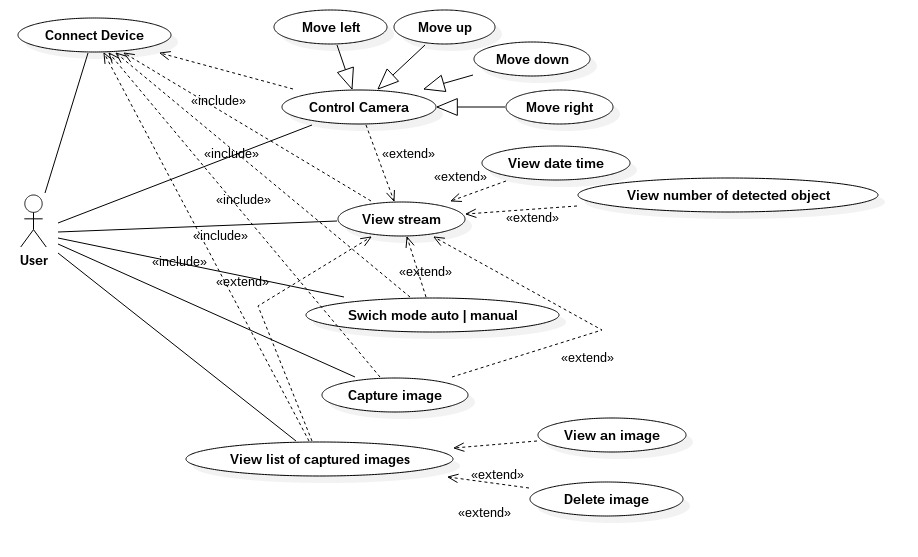 Move left
Move up
Connect Device
Move down
«include»
Control Camera
Move right
«include»
«extend»
View date time
«extend»
«include»
View number of detected object
View stream
«extend»
«include»
User
«include»
«extend»
«extend»
Swich mode auto | manual
«extend»
Capture image
View an image
View list of captured images
«extend»
Delete image
«extend»